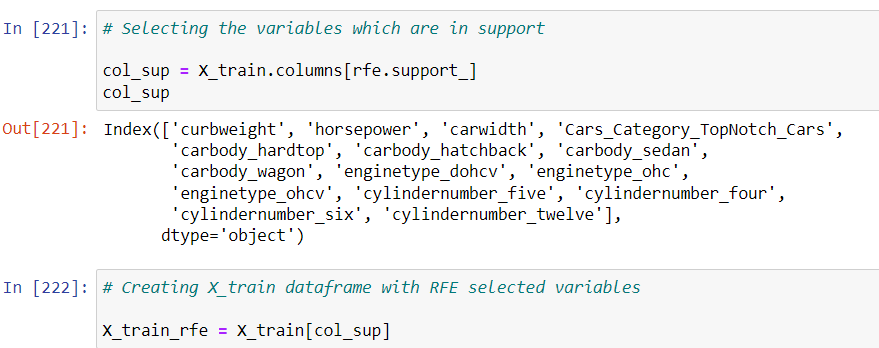 In [221]: # Selecting the variables which are in support
col_sup = X_train.columns[rfe.support_]
col_sup
Out[221]: Index(['curbweight', 'horsepower', 'carwidth', 'Cars_Category_TopNotch_Cars',
'carbody_hardtop', 'carbody_hatchback', 'carbody_sedan',
'carbody_wagon', 'enginetype_dohcv', 'enginetype_ohc',
'enginetype_ohcv', 'cylindernumber_five', 'cylindernumber_four',
'cylindernumber_six', 'cylindernumber_twelve'],
dtype='object')
In [222]: # Creating X_train dataframe with RFE selected variables
X_train_rfe = X_train[col_sup]